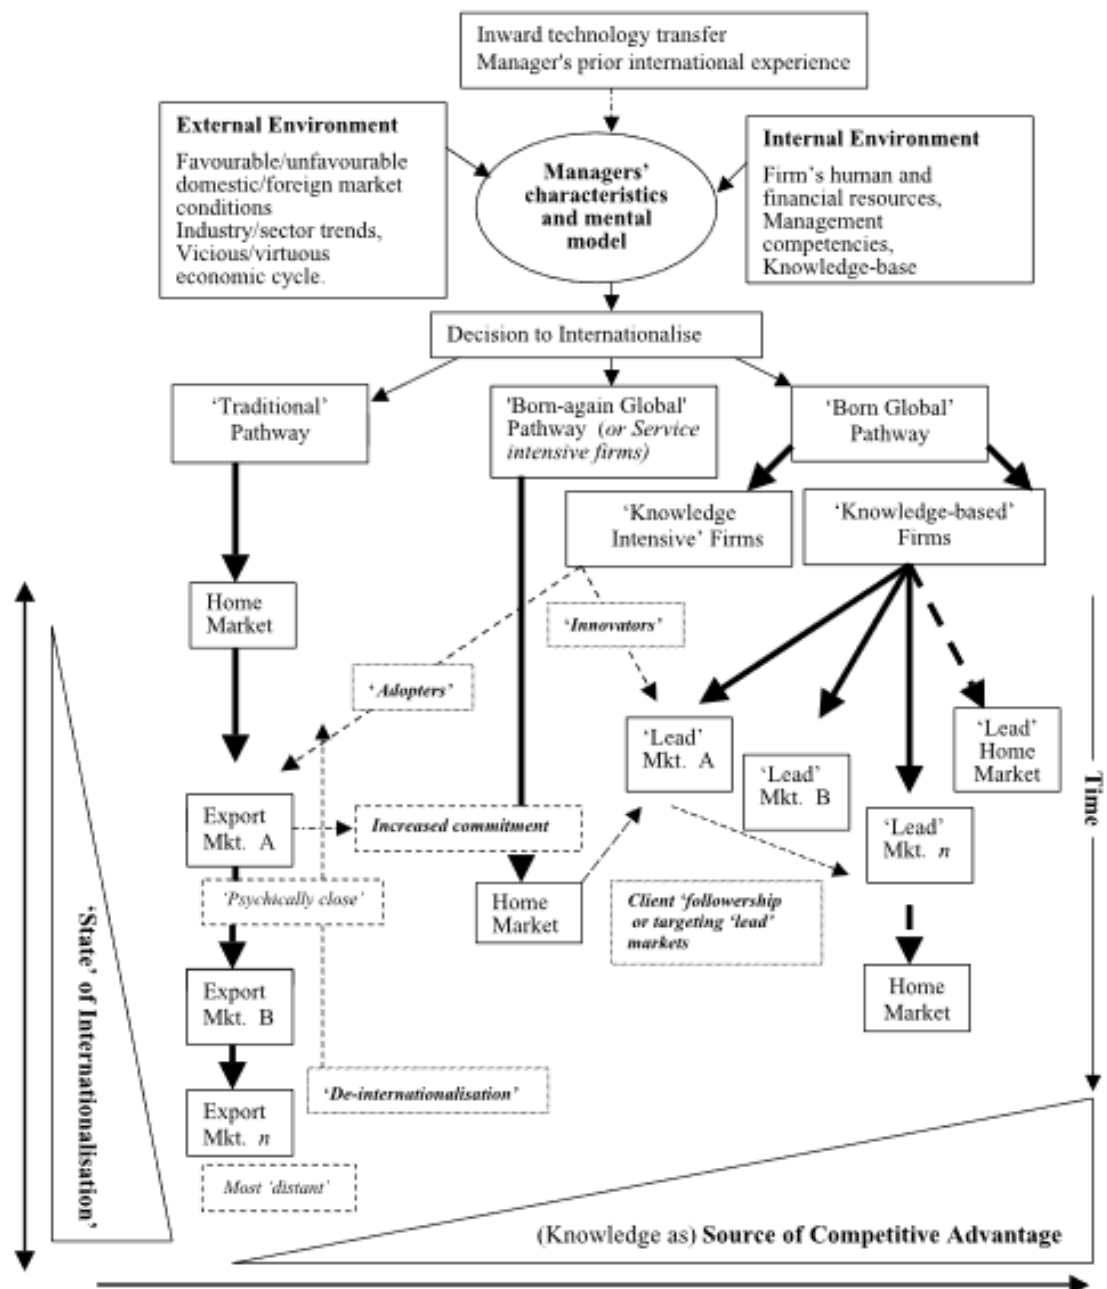 Inward technology transfer
Manager's prior international experience
External Environment
Favourable/unfavourable
domestic/foreign market
conditions
Industry/sector trends,
Vicious/virtuous
economic cycle.
Managers’
characteristics
and mental
model
Internal Environment
Firm’s human and
financial resources,
Management
competencies,
Knowledge-base
Decision to Internationalise
‘Traditional’
Pathway
'Born-again Global'
Pathway (or Service
intensive firms)
‘Born Global’
Pathway
‘Knowledge
Intensive’ Firms
‘Knowledge-based’
Firms
Home
Market
‘Innovators’
‘Adopters’
‘Lead’
Mkt. A
‘Lead’
Mkt. B
‘Lead’
Mkt. n
‘Lead’
Home
Market
Export
Mkt. A
Increased commitment
‘Psychically close’
Home
Market
Client ‘followership
or targeting ‘lead’
markets
Home
Market
Export
Mkt. B
‘De-internationalisation’
Export
Mkt. n
Most ‘distant’
‘State’ of Internationalisation’
Time
(Knowledge as) Source of Competitive Advantage